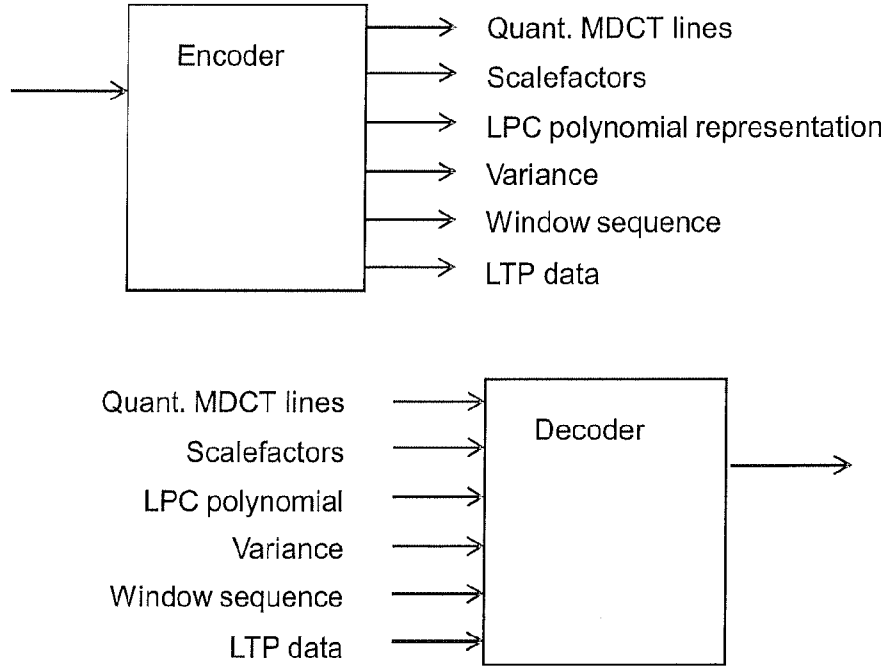 Encoder
Quant. MDCT lines
Scalefactors
LPC polynomial representation
Variance
Window sequence
LTP data
Quant. MDCT lines
Scalefactors
LPC polynomial
Variance
Window sequence
LTP data
Decoder